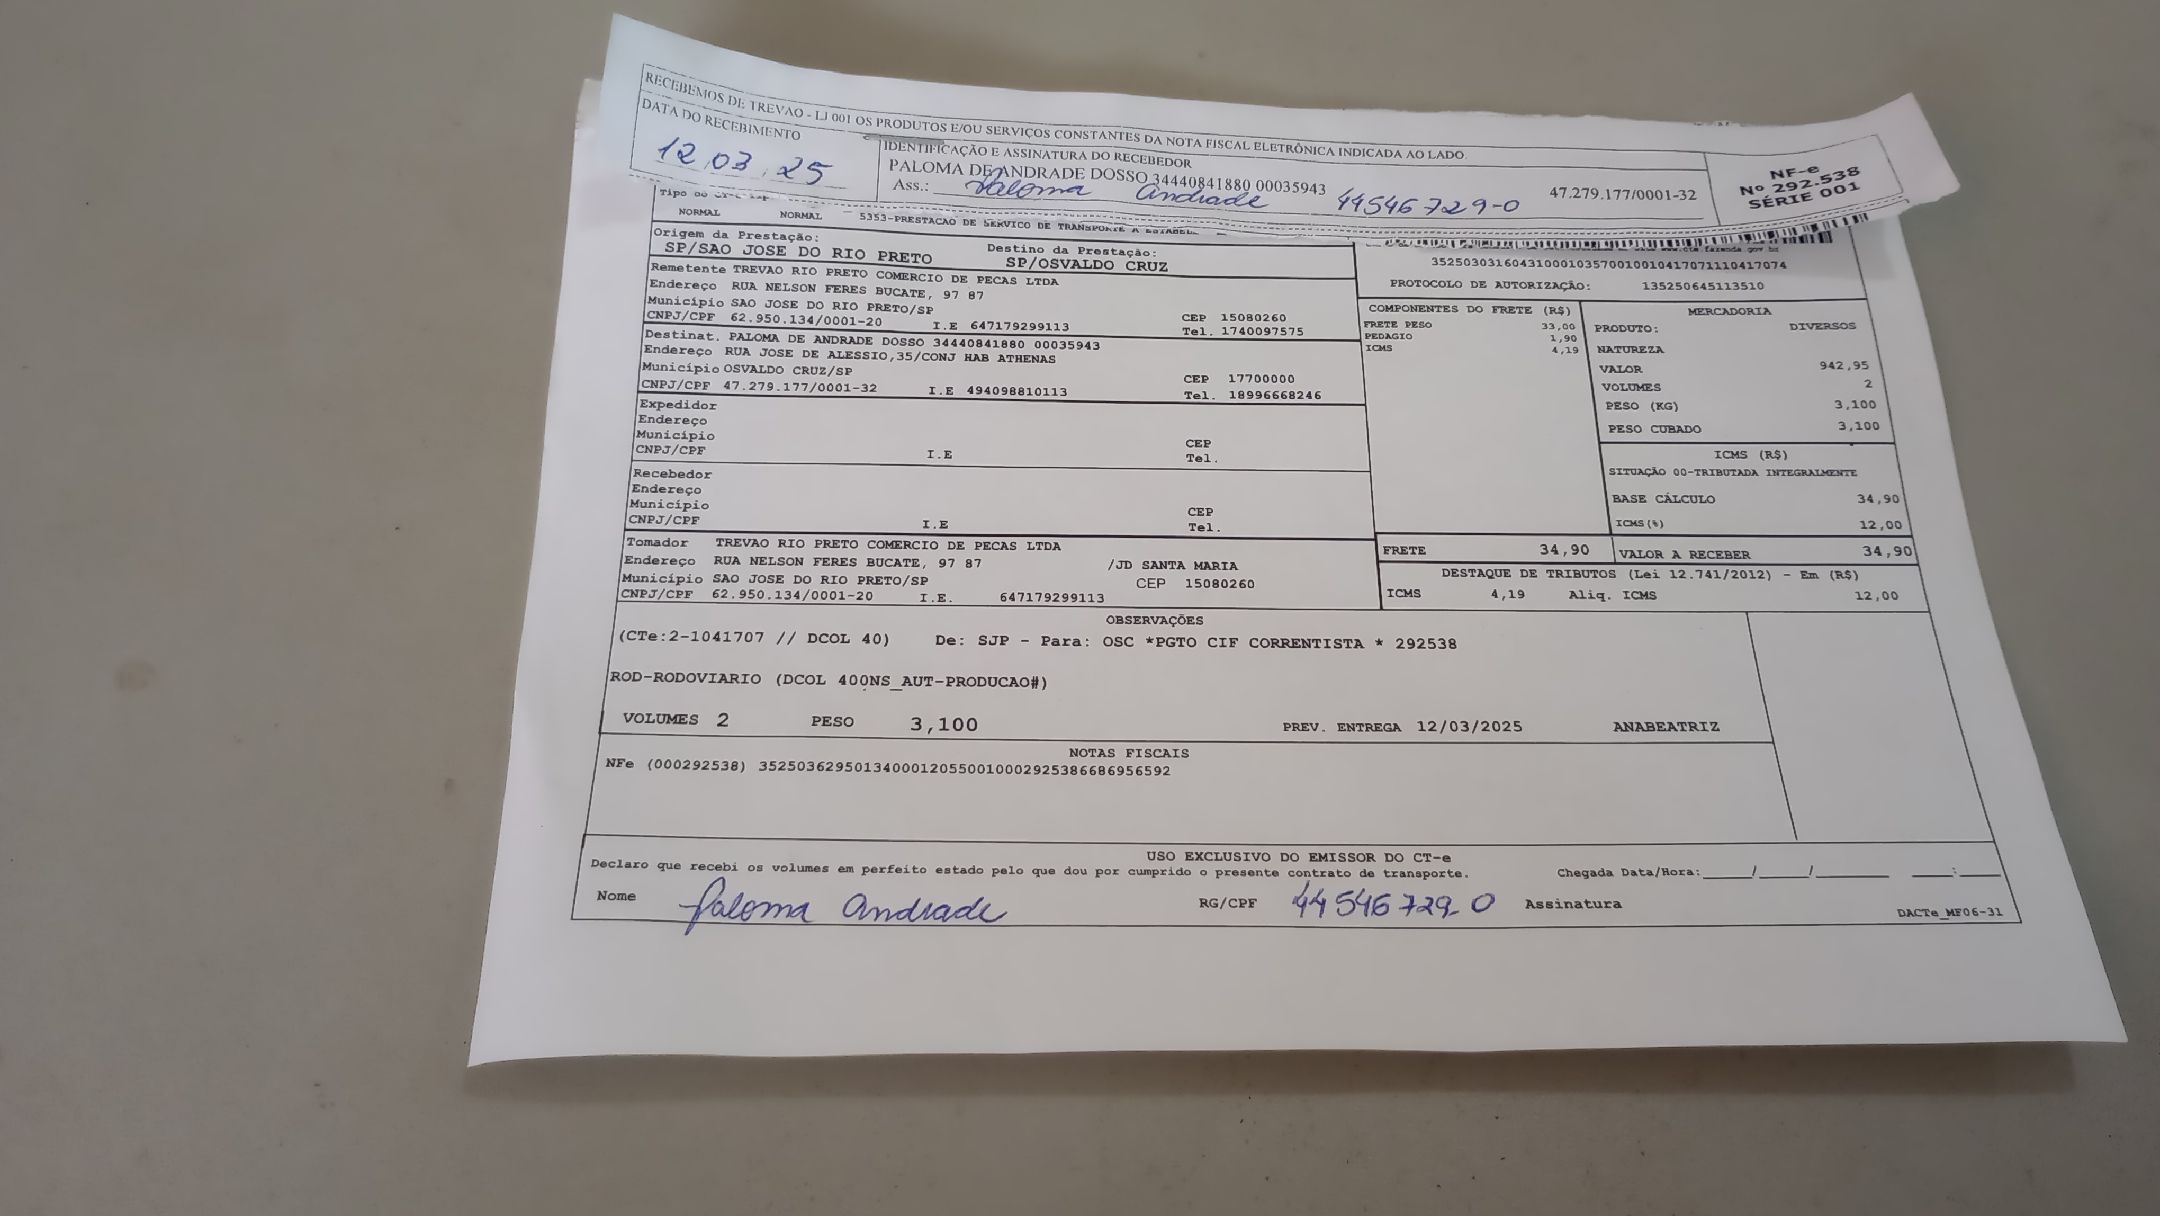 RECEBEMOS DE TREVAO - LJ 001 OS PRODUTOS E/OU SERVIÇOS CONSTANTES DA NOTA FISCAL ELETRÔNICA INDICADA AO LADO.
DATA DO RECEBIMENTO
12.03.25
IDENTIFICAÇÃO E ASSINATURA DO RECEBEDOR
PALOMA DE ANDRADE DOSSO 34440841880 00035943
Ass.: Paloma Andrade 44546729-0
47.279.177/0001-32
NF-e
Nº 292.538
SÉRIE 001
Tipo do
NORMAL NORMAL 5353-PRESTACAO DE SERVICO DE TRANSPORTE A ESTABELE
Origem da Prestação:
SP/SAO JOSE DO RIO PRETO
Destino da Prestação:
SP/OSVALDO CRUZ
Remetente TREVAO RIO PRETO COMERCIO DE PECAS LTDA
Endereço RUA NELSON FERES BUCATE, 97 87
Município SAO JOSE DO RIO PRETO/SP
CEP 15080260
CNPJ/CPF 62.950.134/0001-20 I.E 647179299113 Tel. 1740097575
Destinat. PALOMA DE ANDRADE DOSSO 34440841880 00035943
Endereço RUA JOSE DE ALESSIO,35/CONJ HAB ATHENAS
Município OSVALDO CRUZ/SP
CEP 17700000
CNPJ/CPF 47.279.177/0001-32 I.E 494098810113 Tel. 18996668246
Expedidor
Endereço
Município CEP
CNPJ/CPF I.E Tel.
Recebedor
Endereço
Município CEP
CNPJ/CPF I.E Tel.
Tomador TREVAO RIO PRETO COMERCIO DE PECAS LTDA
Endereço RUA NELSON FERES BUCATE, 97 87 /JD SANTA MARIA
Município SAO JOSE DO RIO PRETO/SP CEP 15080260
CNPJ/CPF 62.950.134/0001-20 I.E. 647179299113
35250303160431000103570010010417071110417074
PROTOCOLO DE AUTORIZAÇÃO: 135250645113510
COMPONENTES DO FRETE (R$)
FRETE PESO 33,00
PEDAGIO 1,90
ICMS 4,19
MERCADORIA
PRODUTO: DIVERSOS
NATUREZA
VALOR 942,95
VOLUMES 2
PESO (KG) 3,100
PESO CUBADO 3,100
ICMS (R$)
SITUAÇÃO 00-TRIBUTADA INTEGRALMENTE
BASE CÁLCULO 34,90
ICMS(%) 12,00
FRETE 34,90 VALOR A RECEBER 34,90
DESTAQUE DE TRIBUTOS (Lei 12.741/2012) - Em (R$)
ICMS 4,19 Aliq. ICMS 12,00
OBSERVAÇÕES
(CTe:2-1041707 // DCOL 40) De: SJP - Para: OSC *PGTO CIF CORRENTISTA * 292538
ROD-RODOVIARIO (DCOL 400NS_AUT-PRODUCAO#)
VOLUMES 2 PESO 3,100 PREV. ENTREGA 12/03/2025 ANABEATRIZ
NOTAS FISCAIS
NFe (000292538) 35250362950134000120550010002925386686956592
USO EXCLUSIVO DO EMISSOR DO CT-e
Declaro que recebi os volumes em perfeito estado pelo que dou por cumprido o presente contrato de transporte.
Chegada Data/Hora:____/____/______ ___:___
Nome Paloma Andrade RG/CPF 44546729-0 Assinatura
DACTe_MF06-31